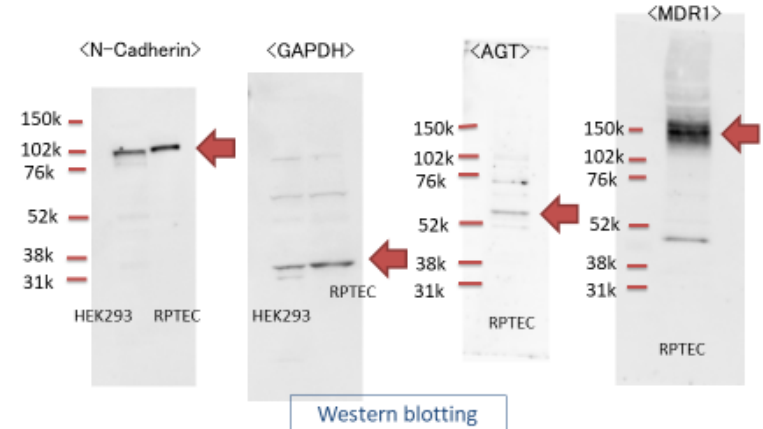 <N-Cadherin>
150k
102k
76k
52k
38k
31k
HEK293 RPTEC
<GAPDH>
HEK293
RPTEC
<AGT>
150k
102k
76k
52k
38k
31k
RPTEC
<MDR1>
150k
102k
76k
52k
38k
31k
RPTEC
Western blotting